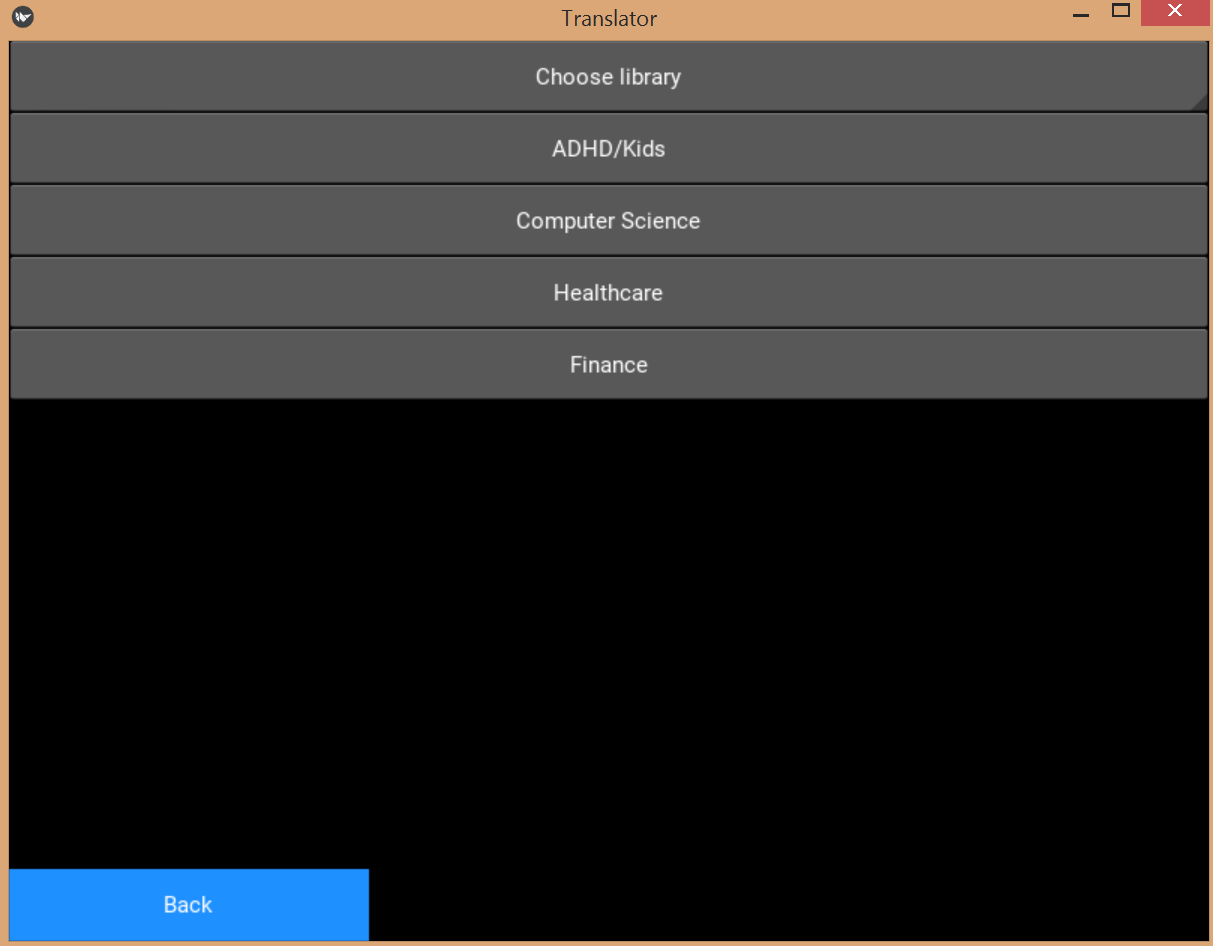 Translator
Choose library
ADHD/Kids
Computer Science
Healthcare
Finance
Back